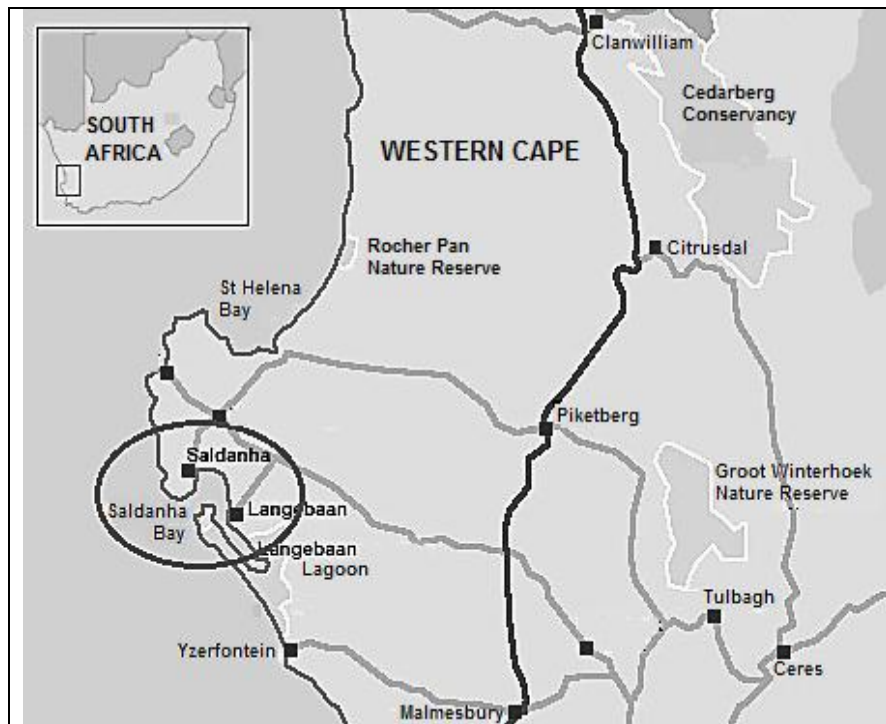 Clanwilliam
Cedarberg
Conservancy
SOUTH
AFRICA
WESTERN CAPE
Rocher Pan
Nature Reserve
Citrusdal
St Helena
Bay
Piketberg
Saldanha
Groot Winterhoek
Nature Reserve
Saldanha
Bay
Langebaan
Langebaan
Lagoon
Tulbagh
Yzerfontein
Ceres
Malmesbury